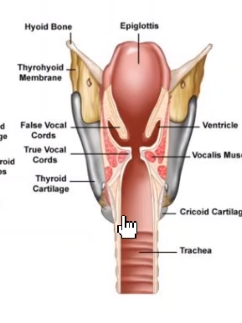 Hyoid Bone
Epiglottis
Thyrohyoid
Membrane
False Vocal
Cords
Ventricle
True Vocal
Cords
Vocalis Musc
Thyroid
Cartilage
Cricoid Cartilag
Trachea